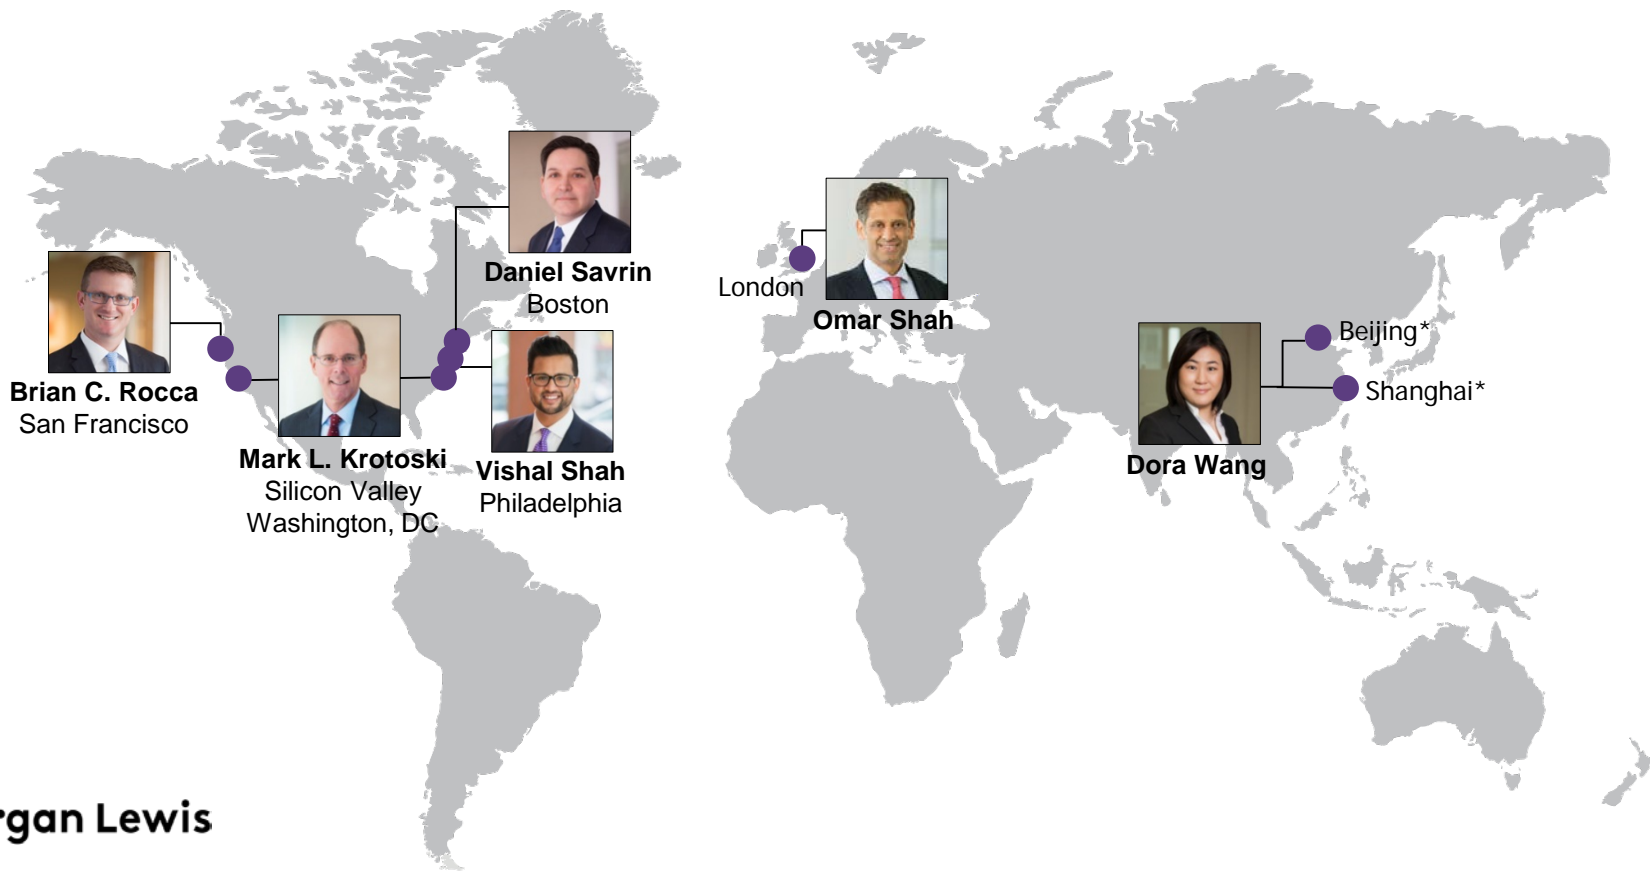 Daniel Savrin
Boston
London
Omar Shah
Beijing*
Shanghai*
Brian C. Rocca
San Francisco
Mark L. Krotoski
Silicon Valley
Washington, DC
Vishal Shah
Philadelphia
Dora Wang
rgan Lewis